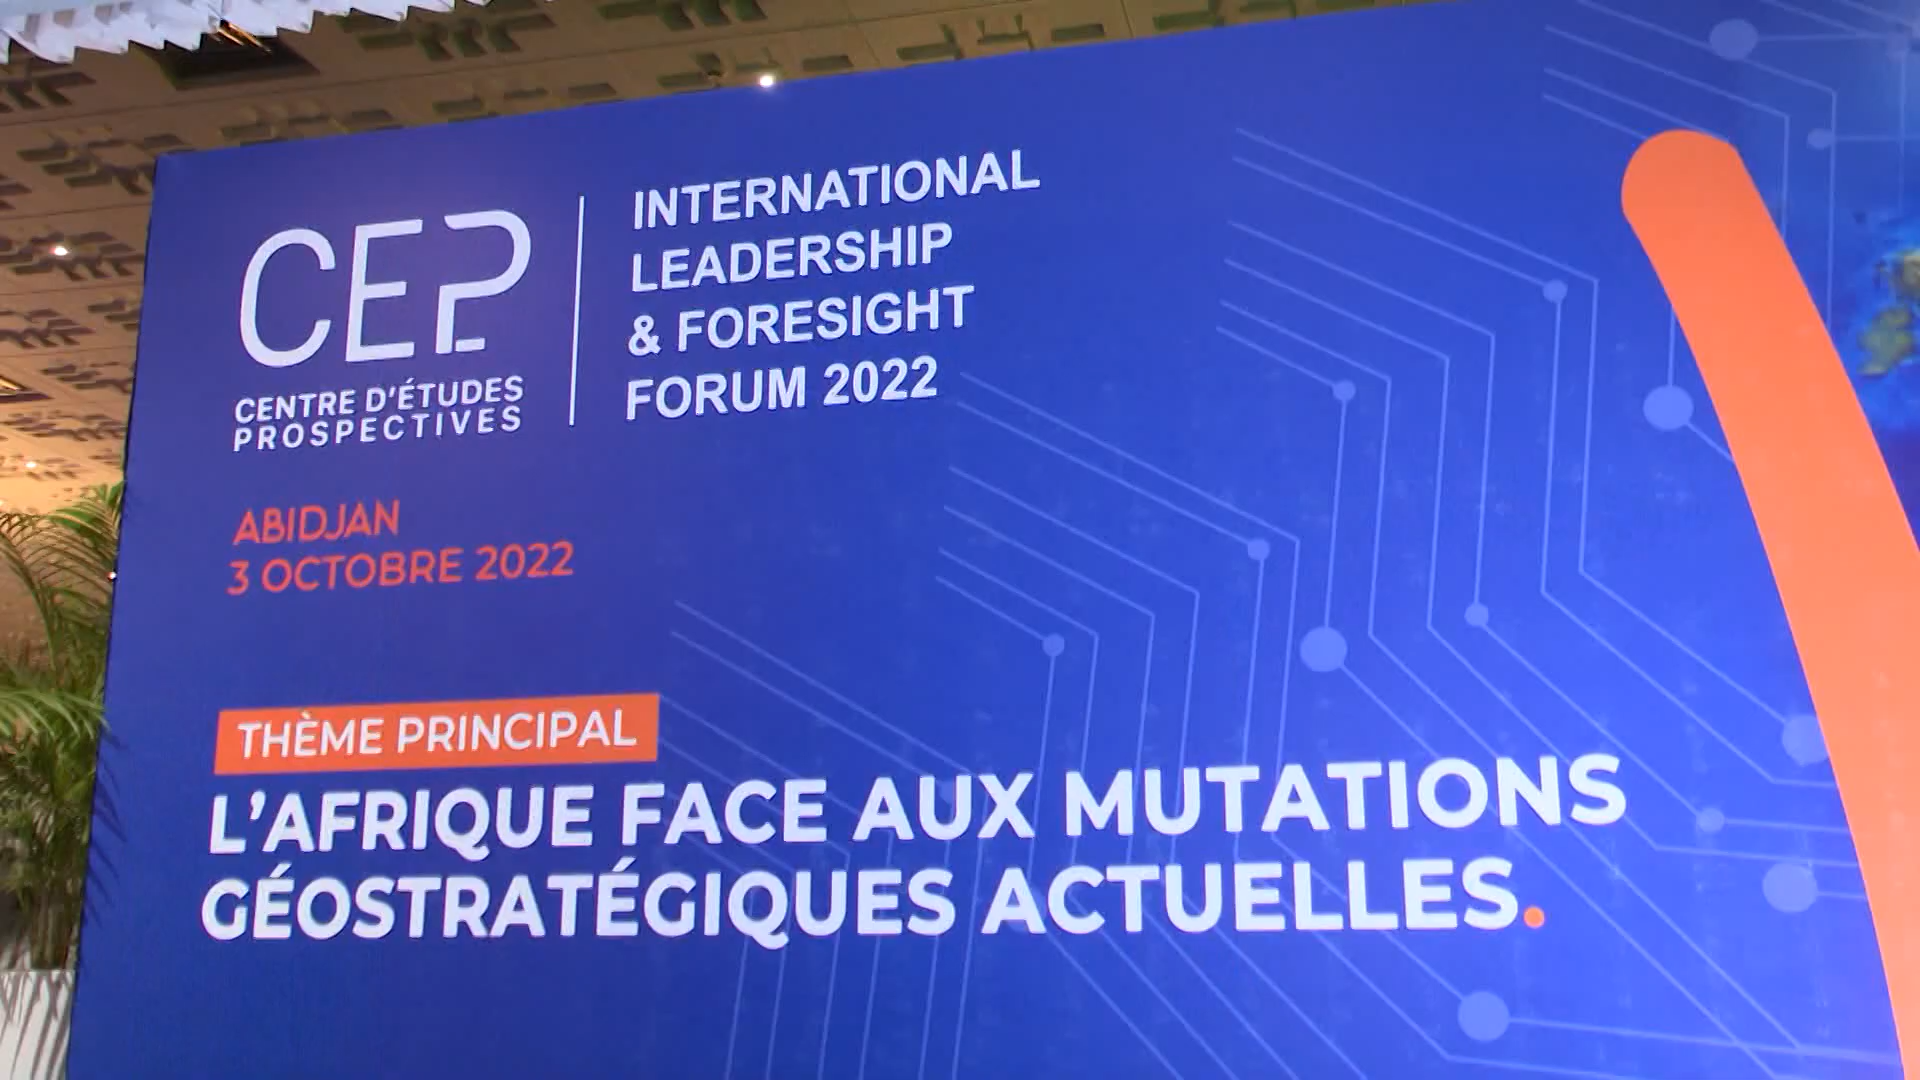 CEP
CENTRE D'ÉTUDES
PROSPECTIVES
INTERNATIONAL
LEADERSHIP
& FORESIGHT
FORUM 2022
ABIDJAN
3 OCTOBRE 2022
THÈME PRINCIPAL
L'AFRIQUE FACE AUX MUTATIONS
GÉOSTRATÉGIQUES ACTUELLES.